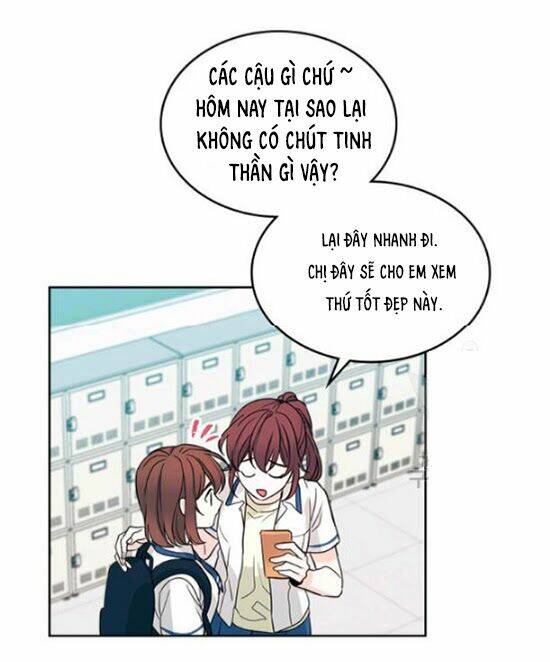 CÁC CẬU GÌ CHỨ ~
HÔM NAY TẠI SAO LẠI
KHÔNG CÓ CHÚT TINH
THẦN GÌ VẬY?
LẠI ĐÂY NHANH ĐI.
CHỊ ĐÂY SẼ CHO EM XEM
THỨ TỐT ĐẸP NÀY.